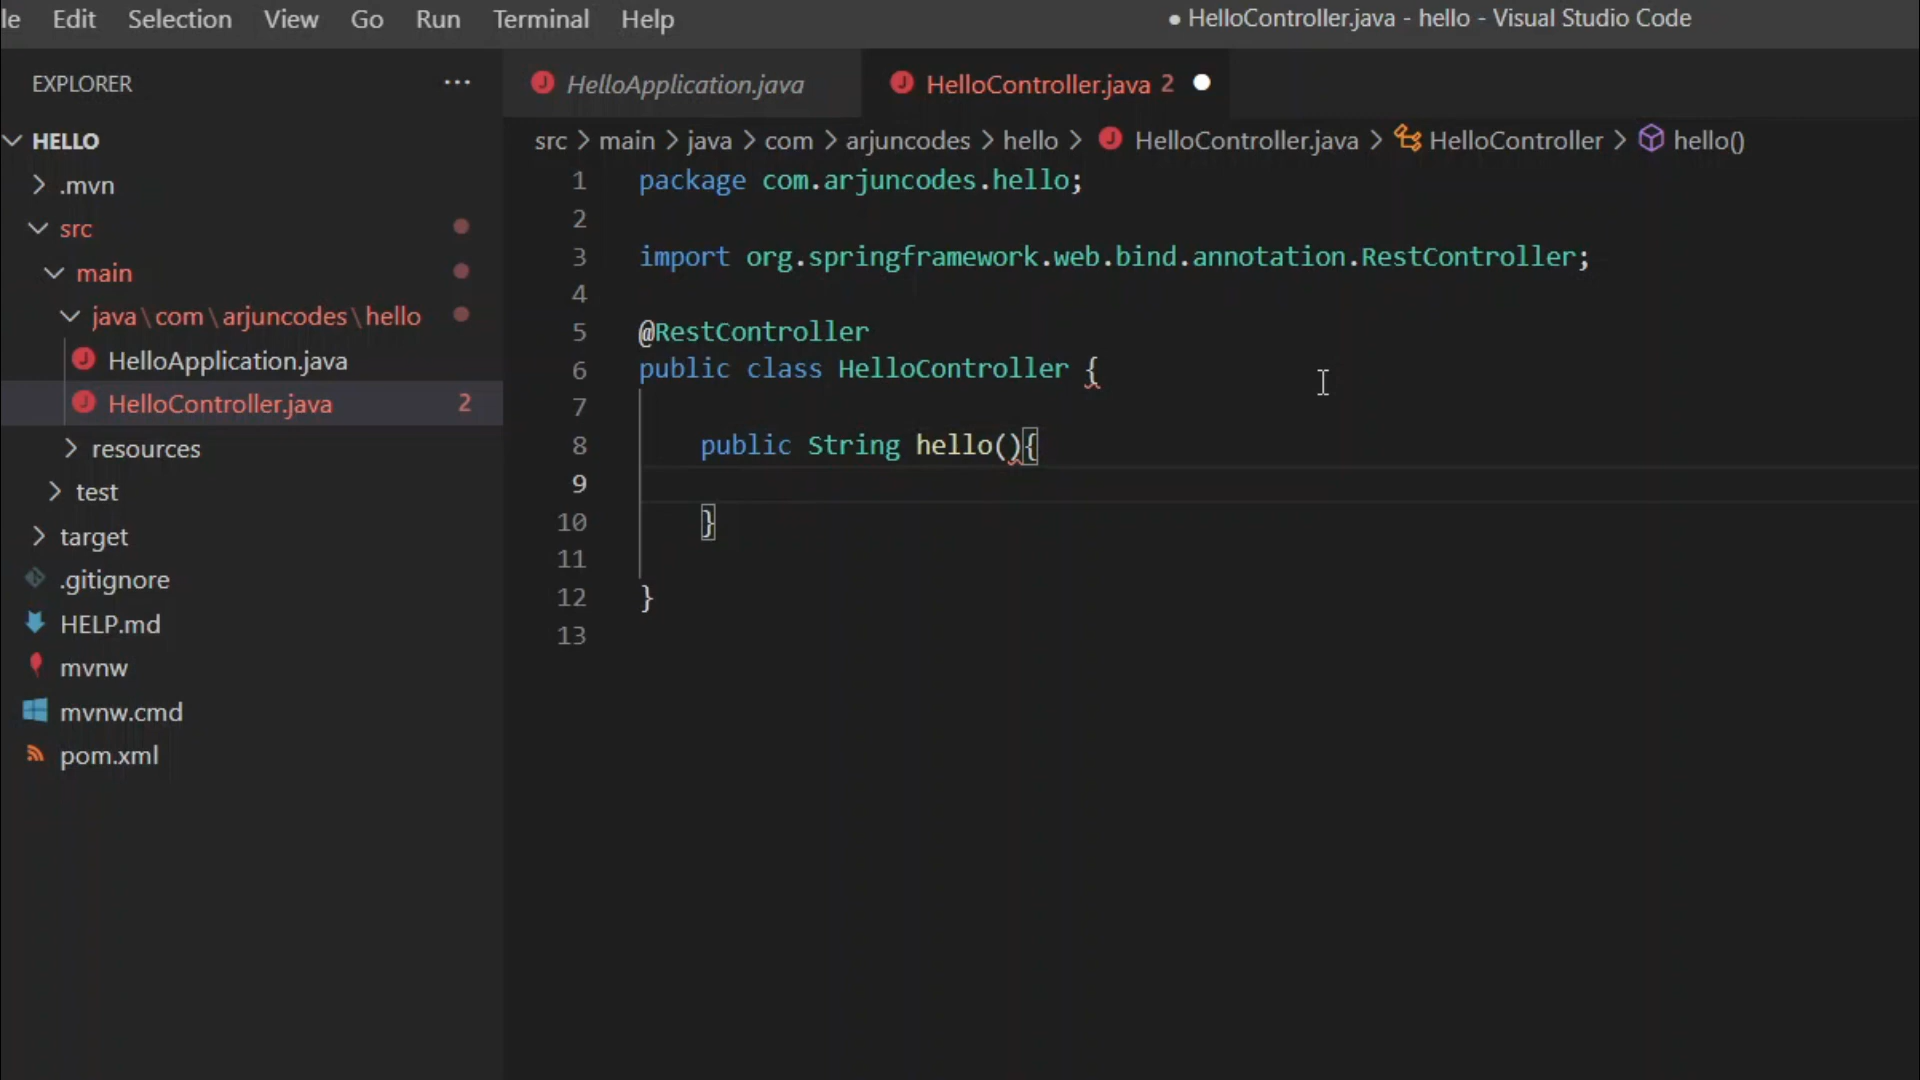 le Edit Selection View Go Run Terminal Help ● HelloController.java - hello - Visual Studio Code
EXPLORER ···
HelloApplication.java
HelloController.java 2
HELLO
src > main > java > com > arjuncodes > hello > HelloController.java > HelloController > hello()
.mvn
src
main
java\com\arjuncodes\hello
HelloApplication.java
HelloController.java 2
resources
test
target
.gitignore
HELP.md
mvnw
mvnw.cmd
pom.xml
1 package com.arjuncodes.hello;
2
3 import org.springframework.web.bind.annotation.RestController;
4
5 @RestController
6 public class HelloController {
7
8 public String hello(){
9
10 }
11
12 }
13